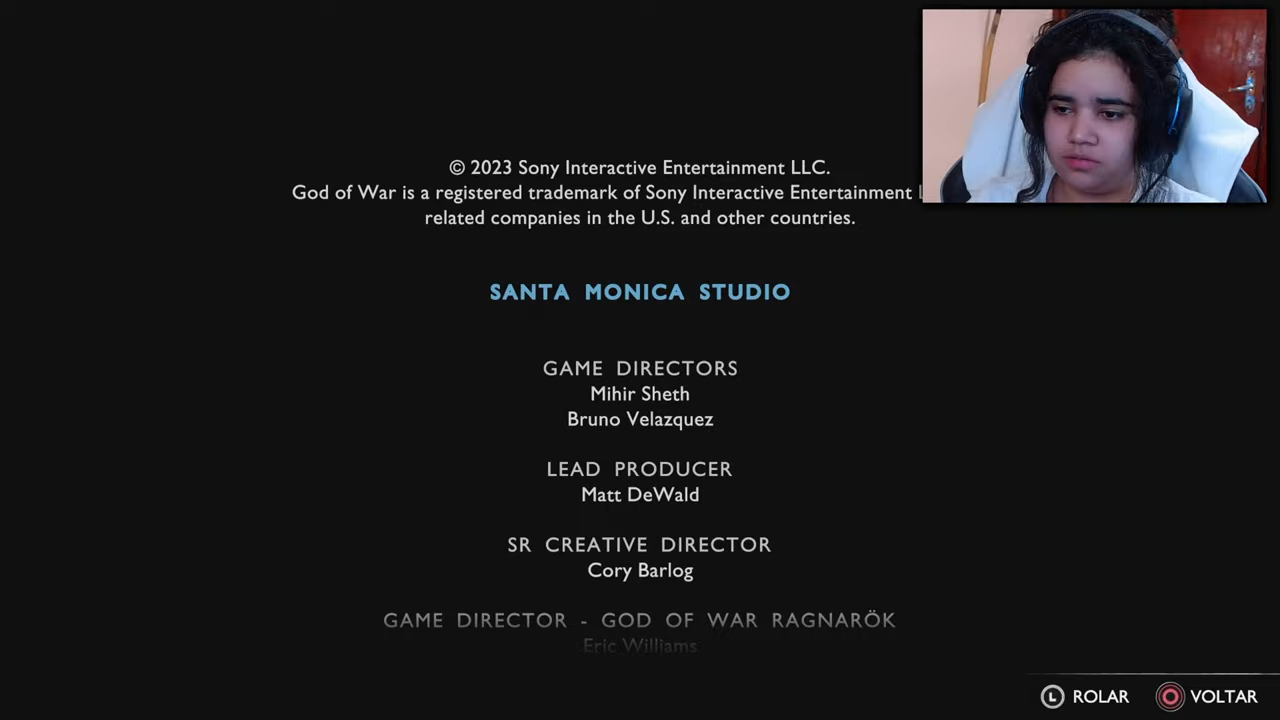 © 2023 Sony Interactive Entertainment LLC.
God of War is a registered trademark of Sony Interactive Entertainment
related companies in the U.S. and other countries.
SANTA MONICA STUDIO
GAME DIRECTORS
Mihir Sheth
Bruno Velazquez
LEAD PRODUCER
Matt DeWald
SR CREATIVE DIRECTOR
Cory Barlog
GAME DIRECTOR - GOD OF WAR RAGNARÖK
Eric Williams
L ROLAR VOLTAR